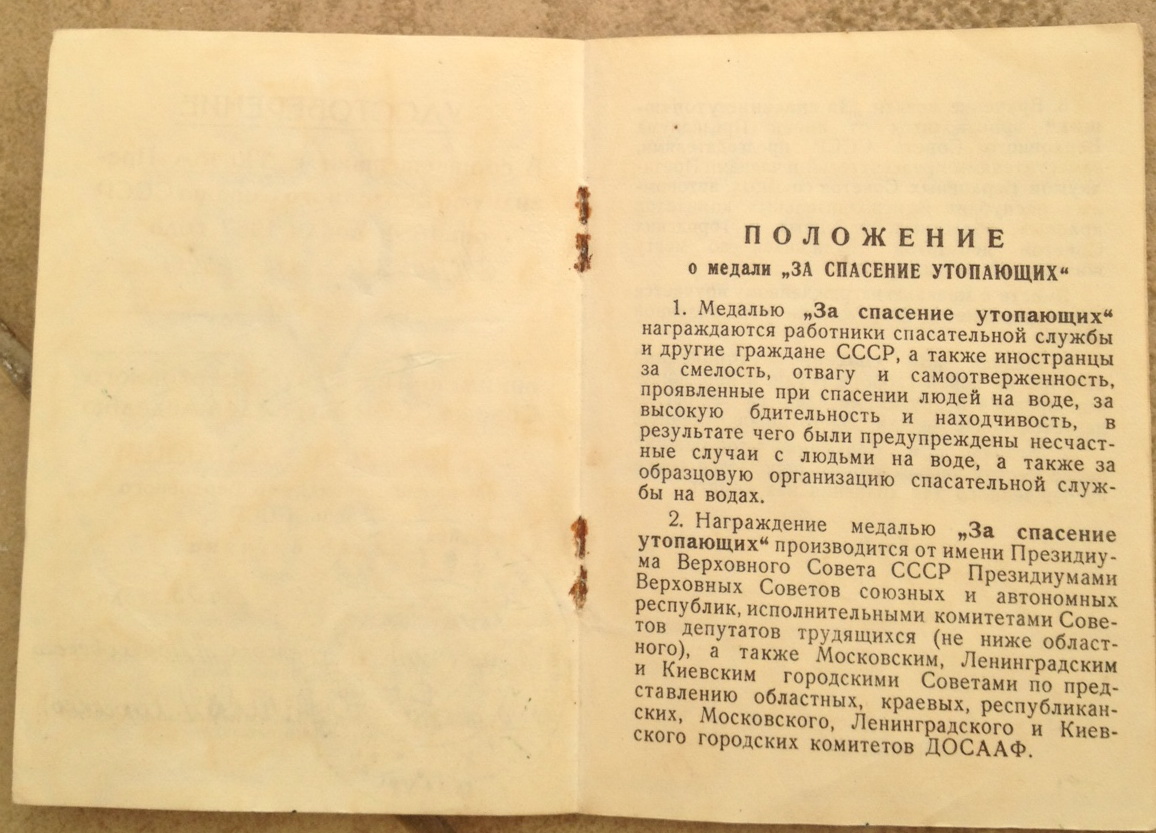 ПОЛОЖЕНИЕ
о медали „ЗА СПАСЕНИЕ УТОПАЮЩИХ“
1. Медалью „За спасение утопающих“
награждаются работники спасательной службы
и другие граждане СССР, а также иностранцы
за смелость, отвагу и самоотверженность,
проявленные при спасении людей на воде, за
высокую бдительность и находчивость, в
результате чего были предупреждены несчаст-
ные случаи с людьми на воде, а также за
образцовую организацию спасательной служ-
бы на водах.
2. Награждение медалью „За спасение
утопающих“ производится от имени Президиу-
ма Верховного Совета СССР Президиумами
Верховных Советов союзных и автономных
республик, исполнительными комитетами Сове-
тов депутатов трудящихся (не ниже област-
ного), а также Московским, Ленинградским
и Киевским городскими Советами по пред-
ставлению областных, краевых, республикан-
ских, Московского, Ленинградского и Киев-
ского городских комитетов ДОСААФ.